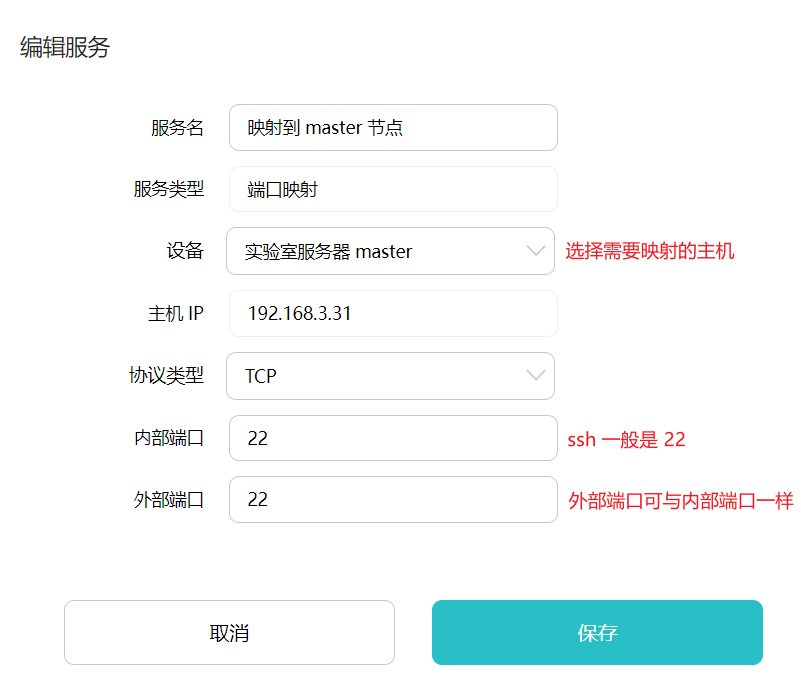 编辑服务
服务名 映射到 master 节点
服务类型 端口映射
设备 实验室服务器 master 选择需要映射的主机
主机 IP 192.168.3.31
协议类型 TCP
内部端口 22 ssh 一般是 22
外部端口 22 外部端口可与内部端口一样
取消 保存